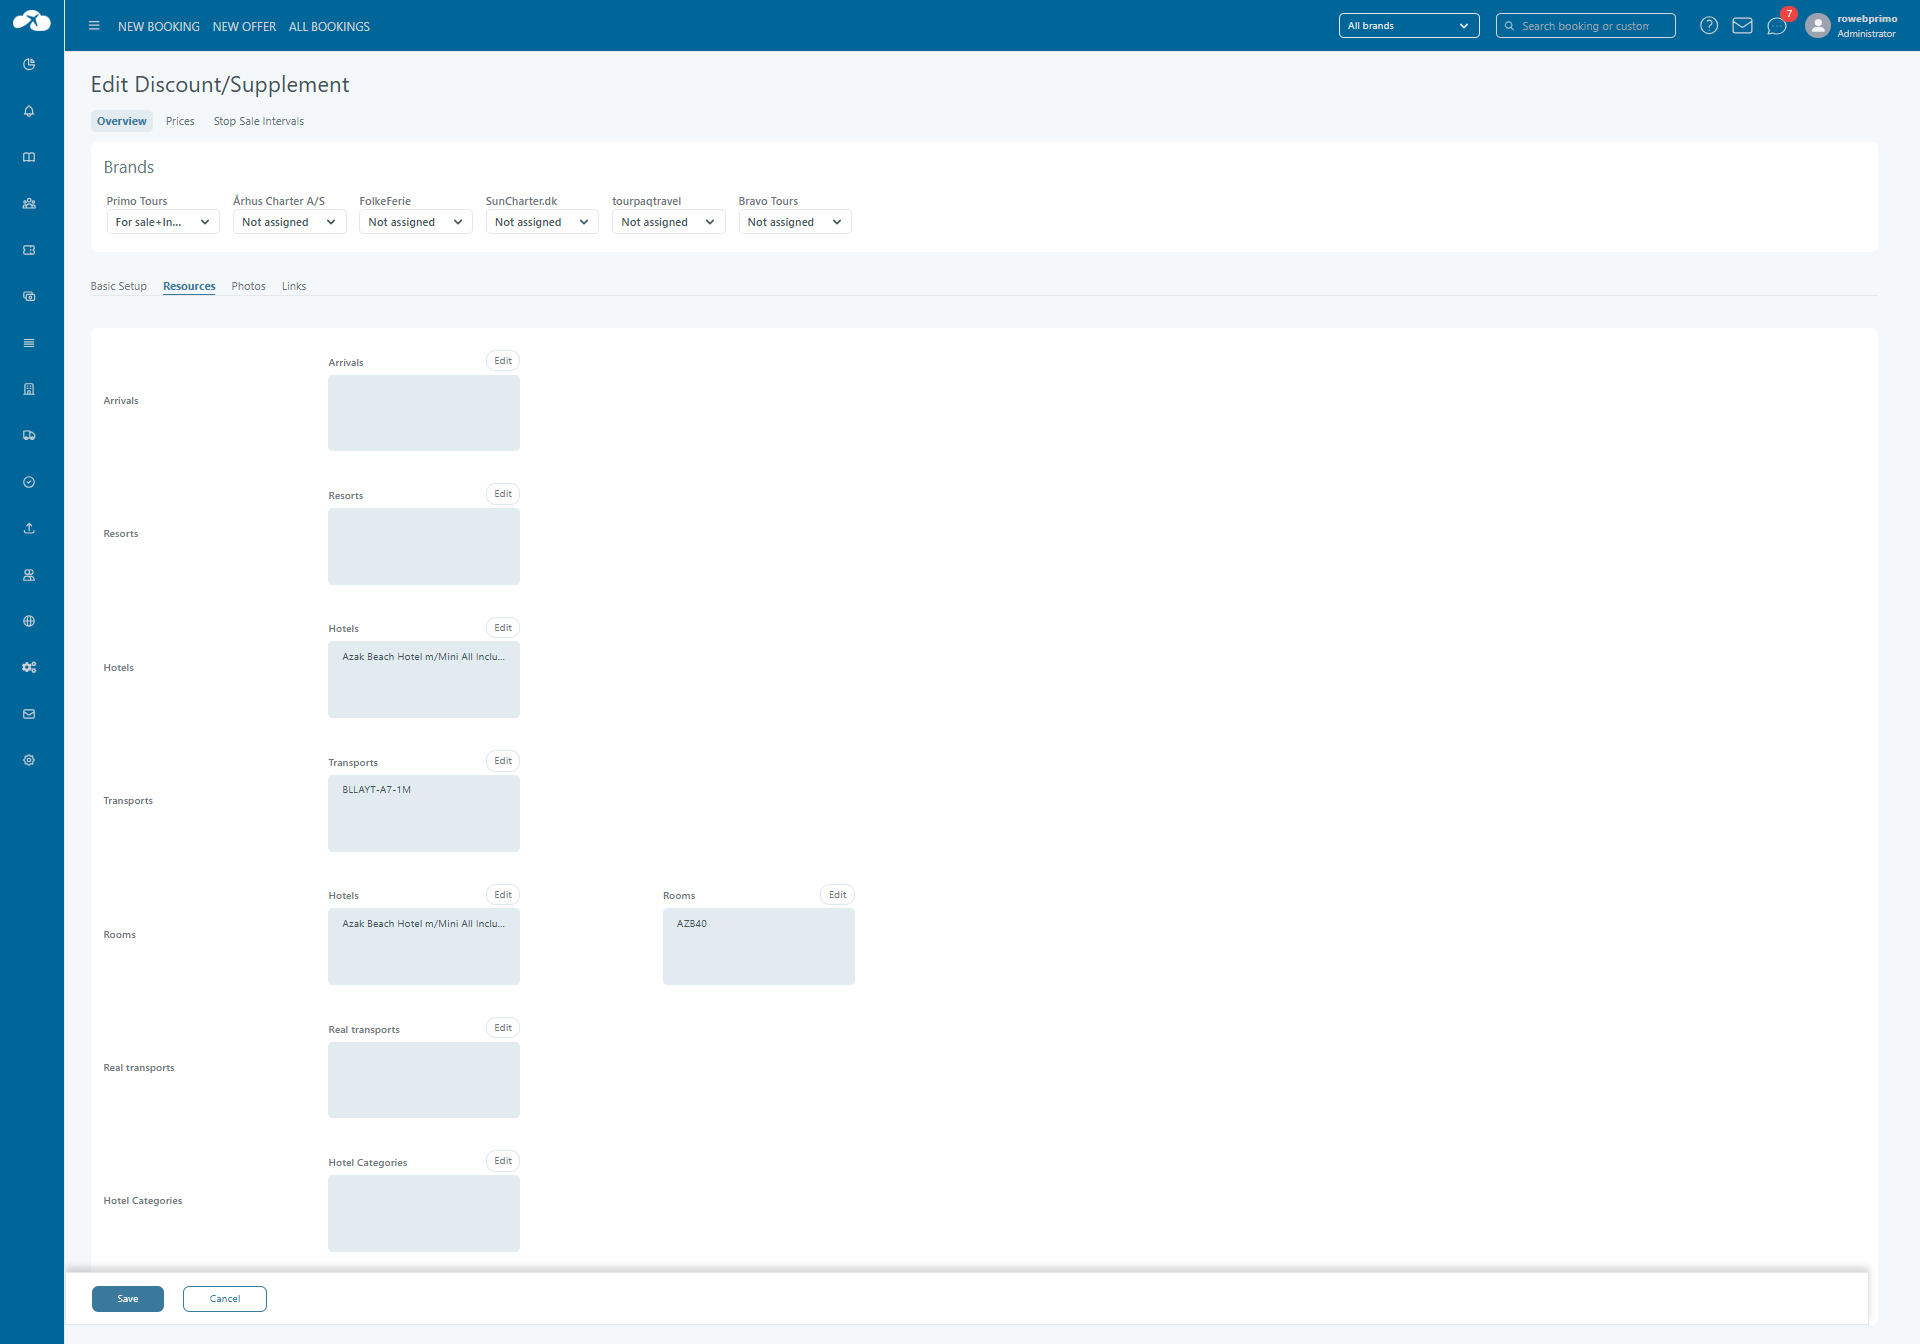 NEW BOOKING NEW OFFER ALL BOOKINGS
All brands
Search booking or custom
7
rowebprimo
Administrator
Edit Discount/Supplement
Overview Prices Stop Sale Intervals
Brands
Primo Tours Århus Charter A/S FolkeFerie SunCharter.dk tourpaqtravel Bravo Tours
For sale+In... Not assigned Not assigned Not assigned Not assigned Not assigned
Basic Setup Resources Photos Links
Arrivals Edit
Arrivals
Resorts Edit
Resorts
Hotels Edit
Azak Beach Hotel m/Mini All Inclu...
Hotels
Transports Edit
BLLAYT-A7-1M
Transports
Hotels Edit Rooms Edit
Azak Beach Hotel m/Mini All Inclu... AZB40
Rooms
Real transports Edit
Real transports
Hotel Categories Edit
Hotel Categories
Save Cancel